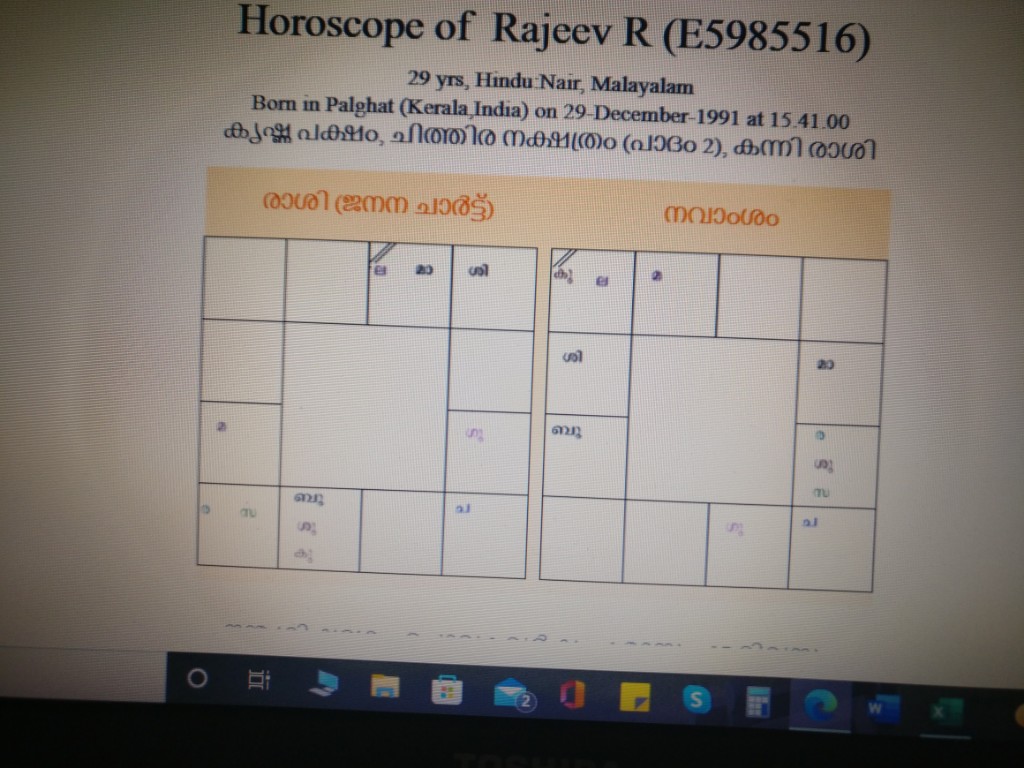 Horoscope of Rajeev R (E5985516)
29 yrs, Hindu:Nair, Malayalam
Born in Palghat (Kerala,India) on 29-December-1991 at 15.41.00
കൃഷ്ണ പക്ഷം, ചിത്തിര നക്ഷത്രം (പാദം 2), കന്നി രാശി
രാശി (ജനന ചാർട്ട്)
നവാംശം
ല മാ ശി
മ
ഗു
ര സ
ബു
ശു
കു
ച
കു ല മ
ശി
മാ
ബു
ര
ശു
സ
ഗു
ച
2
S
W
X
TOSHIBA